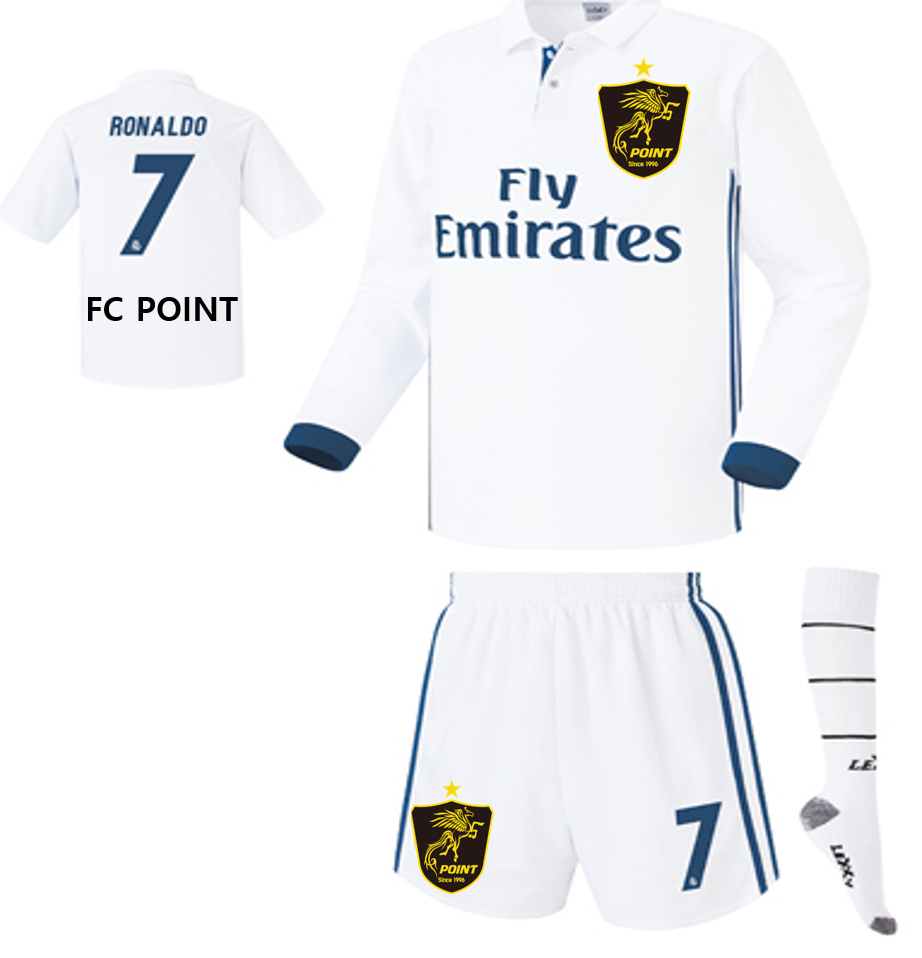 RONALDO
7
FC POINT
Fly
Emirates
POINT
Since 1996
POINT
Since 1996
7